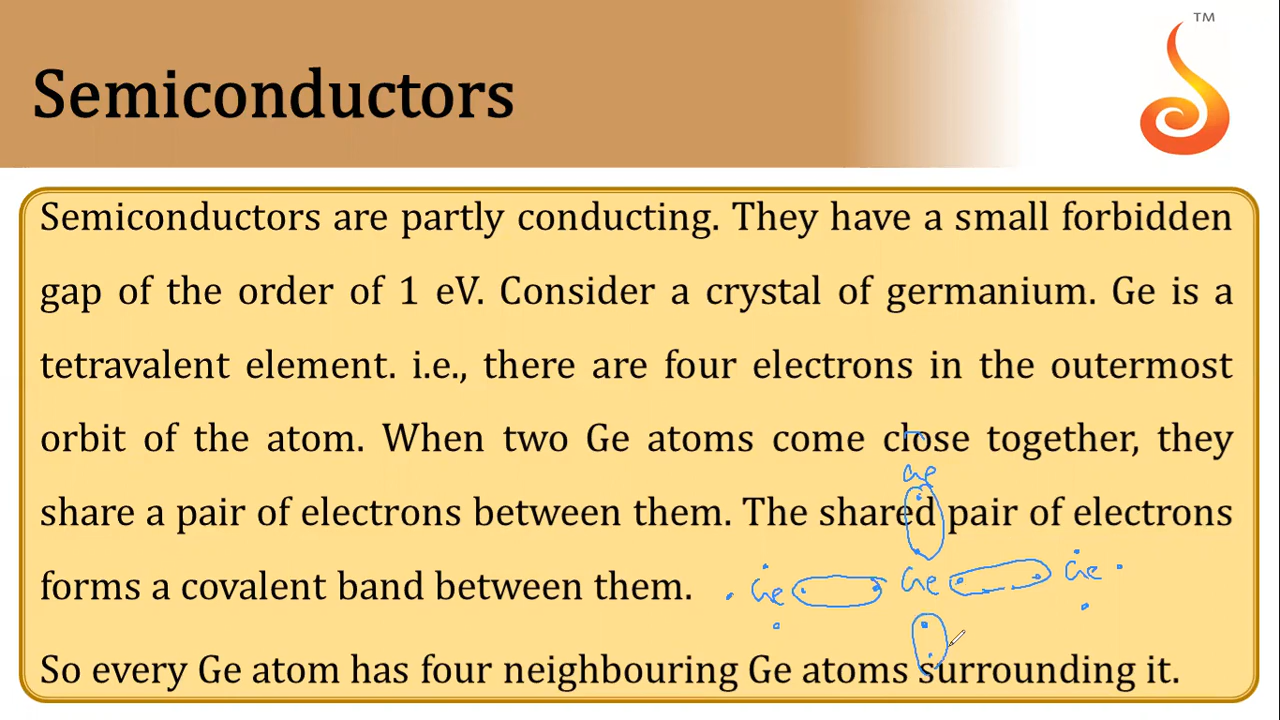 TM
Semiconductors
Semiconductors are partly conducting. They have a small forbidden
gap of the order of 1 eV. Consider a crystal of germanium. Ge is a
tetravalent element. i.e., there are four electrons in the outermost
orbit of the atom. When two Ge atoms come close together, they
Ge
share a pair of electrons between them. The shared pair of electrons
forms a covalent band between them.
Ge Ge Ge
So every Ge atom has four neighbouring Ge atoms surrounding it.